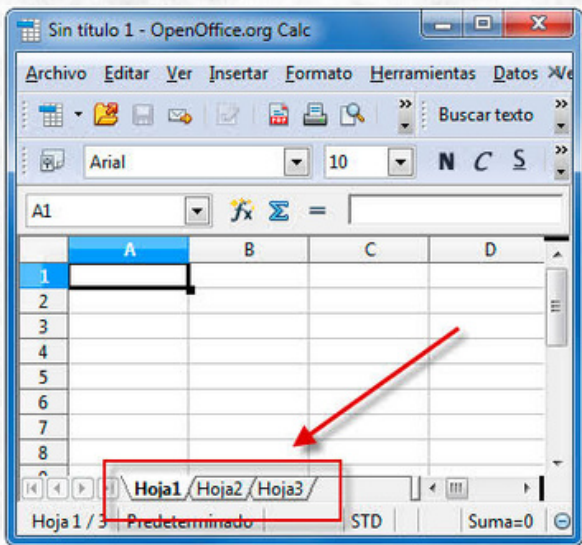 Sin título 1 - OpenOffice.org Calc
Archivo Editar Ver Insertar Formato Herramientas Datos
Buscar texto
Arial 10 N C S
A1 fx Σ =
A B C D
1
2
3
4
5
6
7
8
Hoja1 Hoja2 Hoja3
Hoja 1 / 3 Predeterminado STD Suma=0